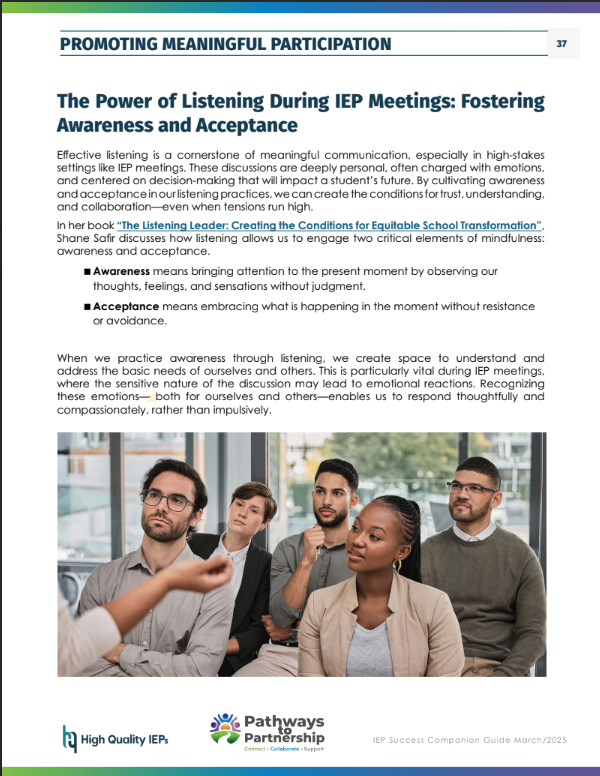 PROMOTING MEANINGFUL PARTICIPATION
37
The Power of Listening During IEP Meetings: Fostering
Awareness and Acceptance
Effective listening is a cornerstone of meaningful communication, especially in high-stakes
settings like IEP meetings. These discussions are deeply personal, often charged with emotions,
and centered on decision-making that will impact a student's future. By cultivating awareness
and acceptance in our listening practices, we can create the conditions for trust, understanding,
and collaboration—even when tensions run high.
In her book “The Listening Leader: Creating the Conditions for Equitable School Transformation”,
Shane Safir discusses how listening allows us to engage two critical elements of mindfulness:
awareness and acceptance.
■ Awareness means bringing attention to the present moment by observing our
thoughts, feelings, and sensations without judgment.
■ Acceptance means embracing what is happening in the moment without resistance
or avoidance.
When we practice awareness through listening, we create space to understand and
address the basic needs of ourselves and others. This is particularly vital during IEP meetings,
where the sensitive nature of the discussion may lead to emotional reactions. Recognizing
these emotions— both for ourselves and others—enables us to respond thoughtfully and
compassionately, rather than impulsively.
High Quality IEPs
Pathways
to
Partnership
Connect • Collaborate • Support
IEP Success Companion Guide March/2025